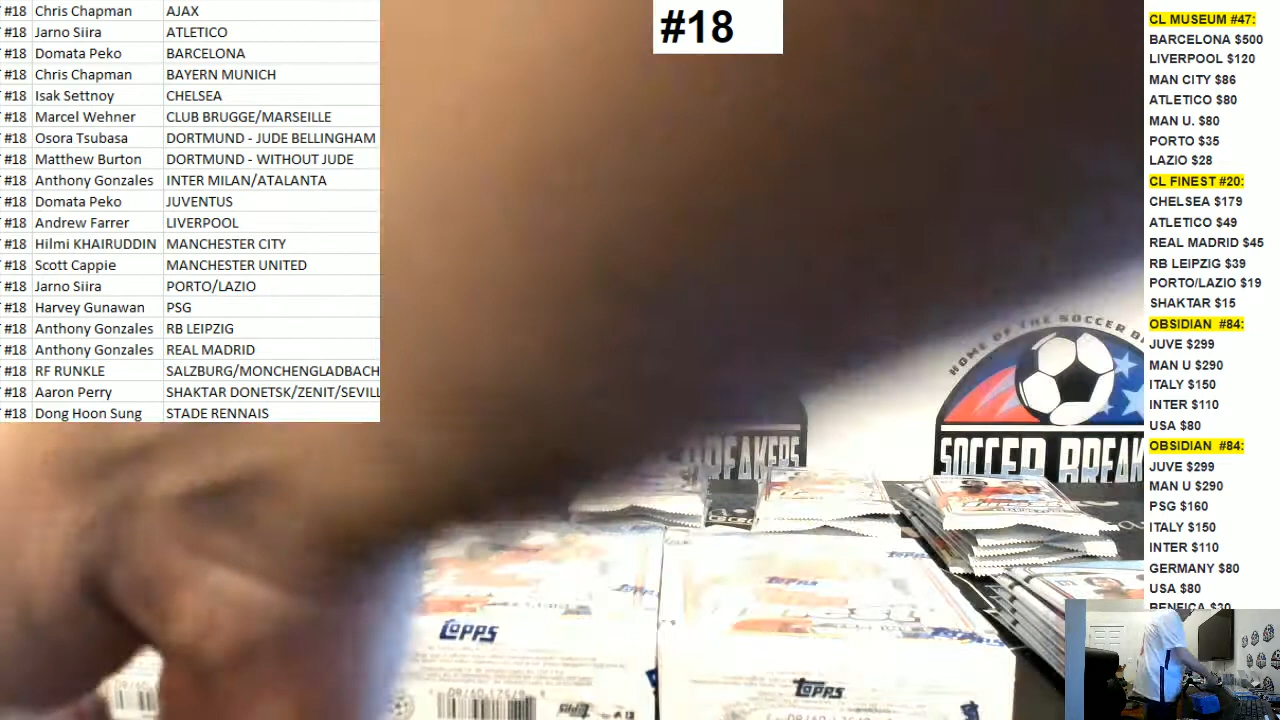 #18 Chris Chapman AJAX
#18 Jarno Siira ATLETICO
#18 Domata Peko BARCELONA
#18 Chris Chapman BAYERN MUNICH
#18 Isak Settnoy CHELSEA
#18 Marcel Wehner CLUB BRUGGE/MARSEILLE
#18 Osora Tsubasa DORTMUND - JUDE BELLINGHAM
#18 Matthew Burton DORTMUND - WITHOUT JUDE
#18 Anthony Gonzales INTER MILAN/ATALANTA
#18 Domata Peko JUVENTUS
#18 Andrew Farrer LIVERPOOL
#18 Hilmi KHAIRUDDIN MANCHESTER CITY
#18 Scott Cappie MANCHESTER UNITED
#18 Jarno Siira PORTO/LAZIO
#18 Harvey Gunawan PSG
#18 Anthony Gonzales RB LEIPZIG
#18 Anthony Gonzales REAL MADRID
#18 RF RUNKLE SALZBURG/MONCHENGLADBACH
#18 Aaron Perry SHAKTAR DONETSK/ZENIT/SEVILL
#18 Dong Hoon Sung STADE RENNAIS
#18
CL MUSEUM #47:
BARCELONA $500
LIVERPOOL $120
MAN CITY $86
ATLETICO $80
MAN U. $80
PORTO $35
LAZIO $28
CL FINEST #20:
CHELSEA $179
ATLETICO $49
REAL MADRID $45
RB LEIPZIG $39
PORTO/LAZIO $19
SHAKTAR $15
OBSIDIAN #84:
JUVE $299
MAN U $290
ITALY $150
INTER $110
USA $80
OBSIDIAN #84:
JUVE $299
MAN U $290
PSG $160
ITALY $150
INTER $110
GERMANY $80
USA $80
BENFICA $30
HOME OF THE SOCCER B
SOCCER BREAK
BREAKERS
topps
topps